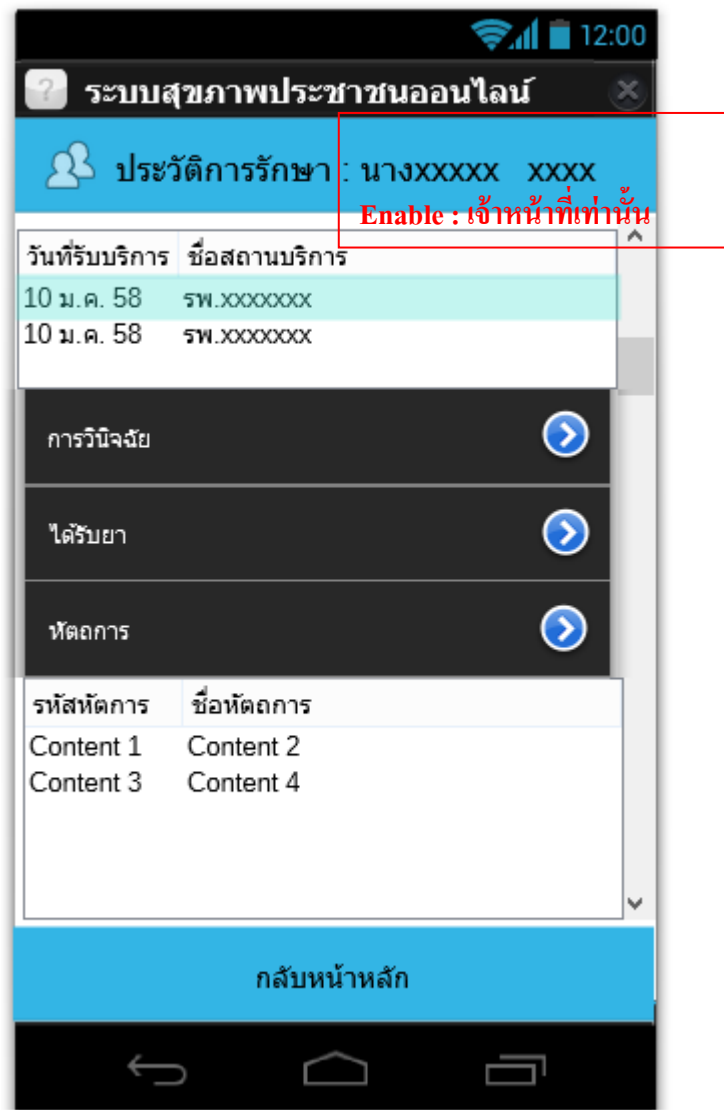 12:00
? ระบบสุขภาพประชาชนออนไลน์
ประวัติการรักษา : นางxxxxx xxxx
Enable : เจ้าหน้าที่เท่านั้น
วันที่รับบริการ ชื่อสถานบริการ
10 ม.ค. 58 รพ.xxxxxxx
10 ม.ค. 58 รพ.xxxxxxx
การวินิจฉัย
ได้รับยา
หัตถการ
รหัสหัตการ ชื่อหัตถการ
Content 1 Content 2
Content 3 Content 4
กลับหน้าหลัก